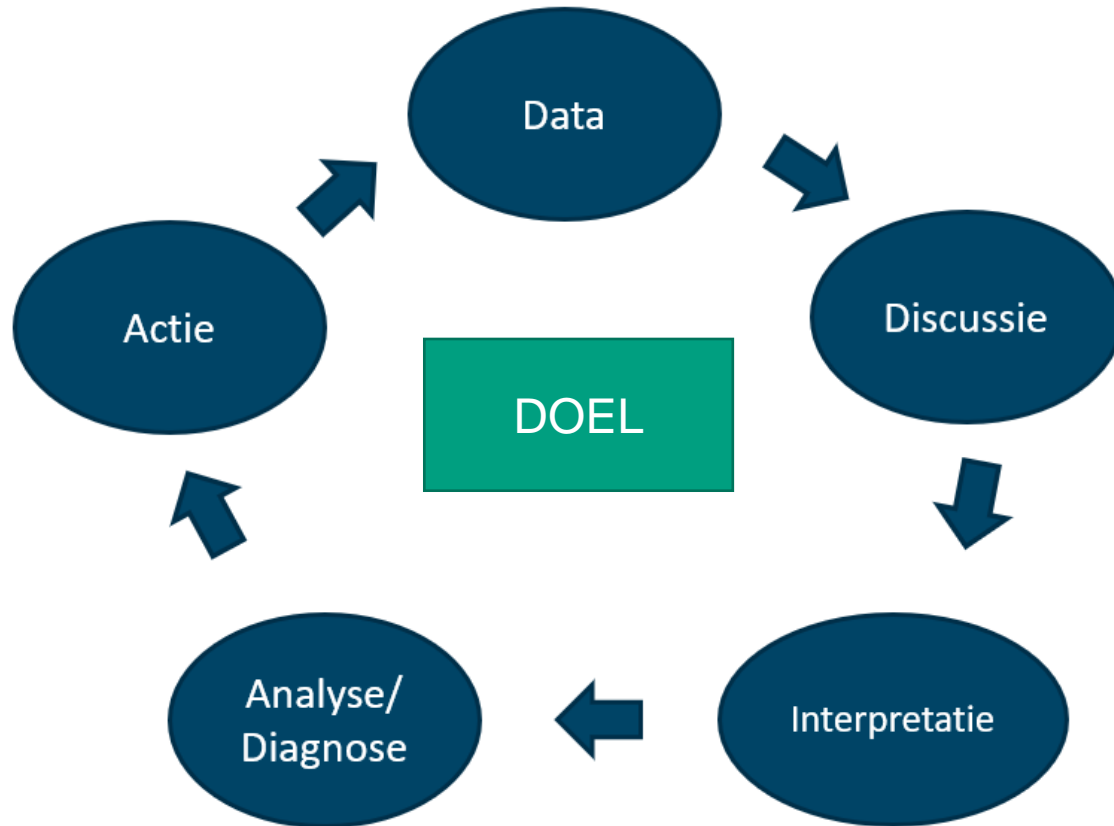 Data
Discussie
Interpretatie
Analyse/
Diagnose
Actie
DOEL